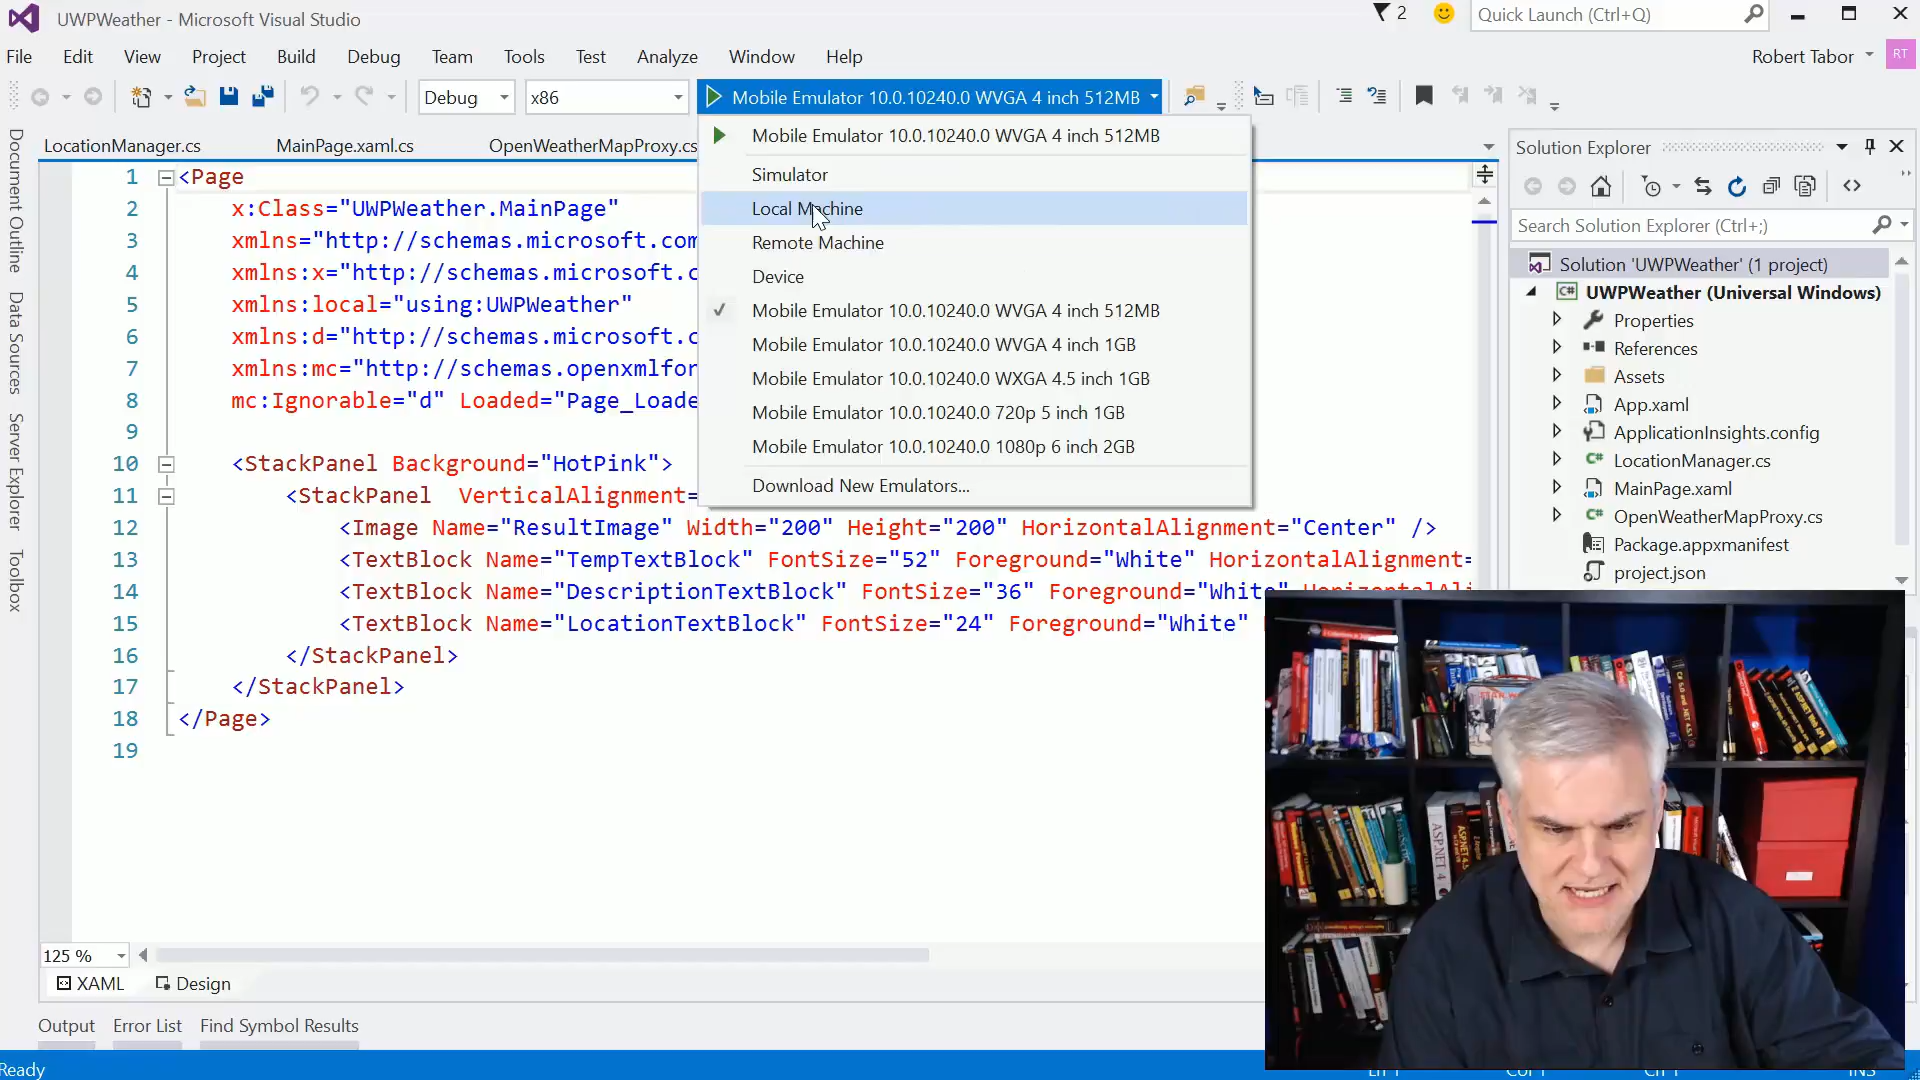 UWPWeather - Microsoft Visual Studio
2
Quick Launch (Ctrl+Q)
File Edit View Project Build Debug Team Tools Test Analyze Window Help
Robert Tabor RT
Debug x86 Mobile Emulator 10.0.10240.0 WVGA 4 inch 512MB
LocationManager.cs MainPage.xaml.cs OpenWeatherMapProxy.cs
Mobile Emulator 10.0.10240.0 WVGA 4 inch 512MB
Simulator
Local Machine
Remote Machine
Device
Mobile Emulator 10.0.10240.0 WVGA 4 inch 512MB
Mobile Emulator 10.0.10240.0 WVGA 4 inch 1GB
Mobile Emulator 10.0.10240.0 WXGA 4.5 inch 1GB
Mobile Emulator 10.0.10240.0 720p 5 inch 1GB
Mobile Emulator 10.0.10240.0 1080p 6 inch 2GB
Download New Emulators...
Document Outline
Data Sources
Server Explorer
Toolbox
1 <Page
2 x:Class="UWPWeather.MainPage"
3 xmlns="http://schemas.microsoft.com
4 xmlns:x="http://schemas.microsoft.c
5 xmlns:local="using:UWPWeather"
6 xmlns:d="http://schemas.microsoft.c
7 xmlns:mc="http://schemas.openxmlfor
8 mc:Ignorable="d" Loaded="Page_Loade
9
10 <StackPanel Background="HotPink">
11 <StackPanel VerticalAlignment=
12 <Image Name="ResultImage" Width="200" Height="200" HorizontalAlignment="Center" />
13 <TextBlock Name="TempTextBlock" FontSize="52" Foreground="White" HorizontalAlignment=
14 <TextBlock Name="DescriptionTextBlock" FontSize="36" Foreground="White" HorizontalAli
15 <TextBlock Name="LocationTextBlock" FontSize="24" Foreground="White"
16 </StackPanel>
17 </StackPanel>
18 </Page>
19
Solution Explorer
Search Solution Explorer (Ctrl+;)
Solution 'UWPWeather' (1 project)
UWPWeather (Universal Windows)
Properties
References
Assets
App.xaml
ApplicationInsights.config
LocationManager.cs
MainPage.xaml
OpenWeatherMapProxy.cs
Package.appxmanifest
project.json
125 %
XAML Design
Output Error List Find Symbol Results
Ready